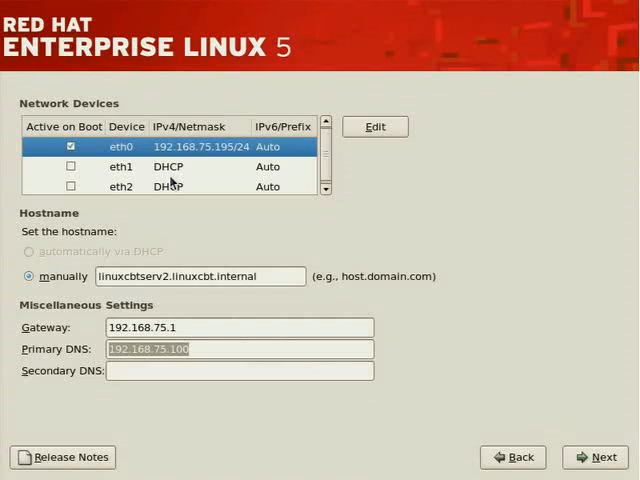 RED HAT
ENTERPRISE LINUX 5
Network Devices
Active on Boot Device IPv4/Netmask IPv6/Prefix
eth0 192.168.75.195/24 Auto
eth1 DHCP Auto
eth2 DHCP Auto
Edit
Hostname
Set the hostname:
automatically via DHCP
manually linuxcbtserv2.linuxcbt.internal (e.g., host.domain.com)
Miscellaneous Settings
Gateway: 192.168.75.1
Primary DNS: 192.168.75.100
Secondary DNS:
Release Notes Back Next